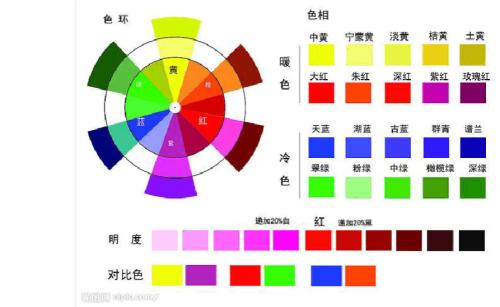 色环
色相
黄
橙
红
紫
蓝
绿
暖色
中黄 宁蒙黄 淡黄 桔黄 土黄
大红 朱红 深红 紫红 玫瑰红
冷色
天蓝 湖蓝 古蓝 群青 谱兰
翠绿 粉绿 中绿 橄榄绿 深绿
递加20%白 红 递加20%黑
明度
对比色